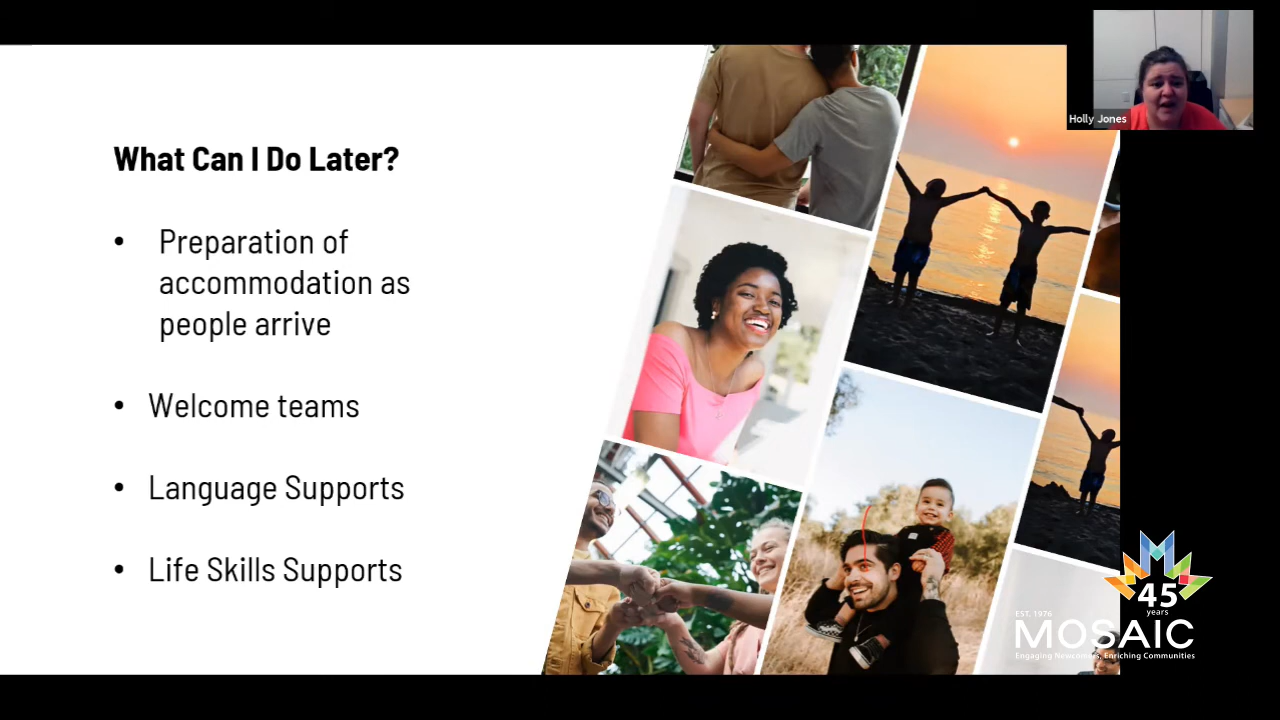 Holly Jones
What Can I Do Later?
• Preparation of
accommodation as
people arrive
• Welcome teams
• Language Supports
• Life Skills Supports
45
years
EST. 1976
MOSAIC
Engaging Newcomers, Enriching Communities